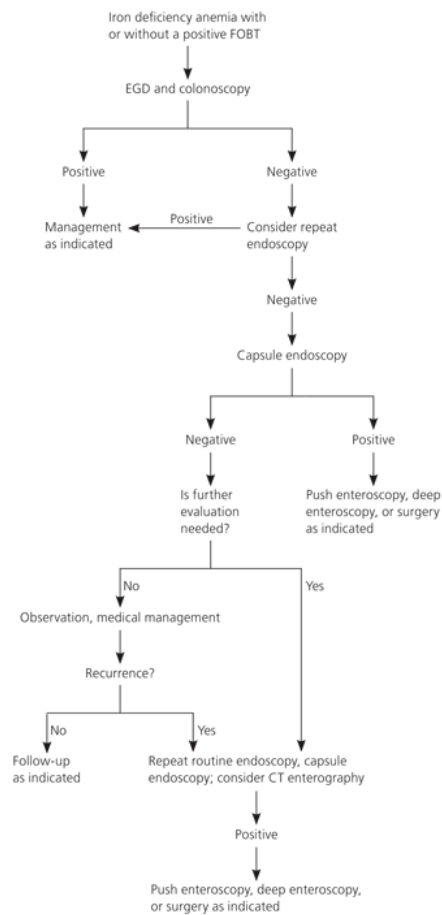 Iron deficiency anemia with
or without a positive FOBT
EGD and colonoscopy
Positive
Negative
Management
as indicated
Positive
Consider repeat
endoscopy
Negative
Capsule endoscopy
Negative
Positive
Is further
evaluation
needed?
Push enteroscopy, deep
enteroscopy, or surgery
as indicated
No
Yes
Observation, medical management
Recurrence?
No
Yes
Follow-up
as indicated
Repeat routine endoscopy, capsule
endoscopy; consider CT enterography
Positive
Push enteroscopy, deep enteroscopy,
or surgery as indicated